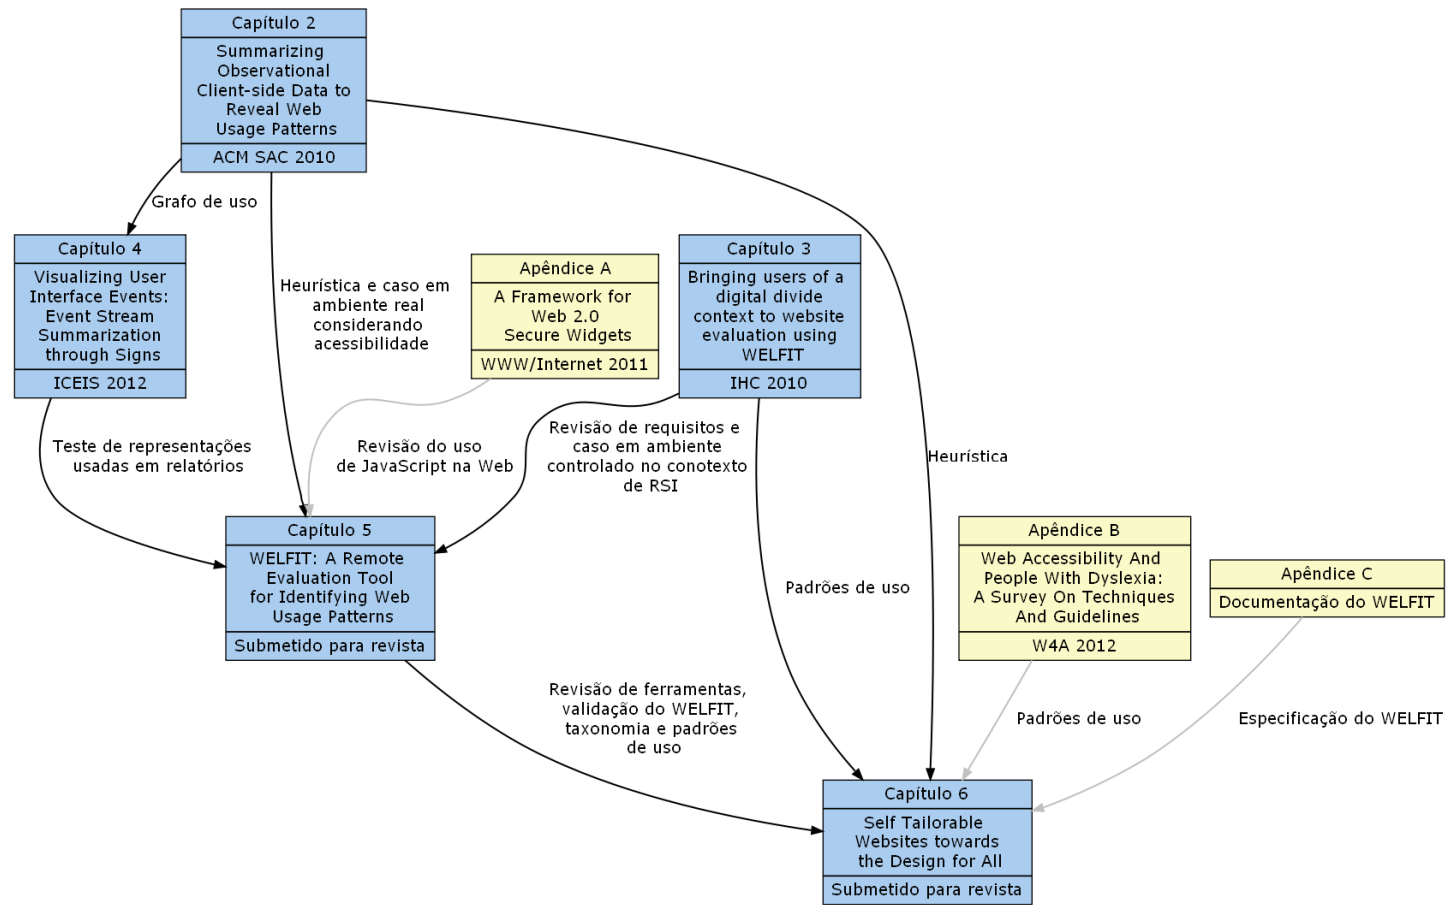 Capítulo 2
Summarizing
Observational
Client-side Data to
Reveal Web
Usage Patterns
ACM SAC 2010
Grafo de uso
Capítulo 4
Visualizing User
Interface Events:
Event Stream
Summarization
through Signs
ICEIS 2012
Heurística e caso em
ambiente real
considerando
acessibilidade
Apêndice A
A Framework for
Web 2.0
Secure Widgets
WWW/Internet 2011
Capítulo 3
Bringing users of a
digital divide
context to website
evaluation using
WELFIT
IHC 2010
Teste de representações
usadas em relatórios
Revisão do uso
de JavaScript na Web
Revisão de requisitos e
caso em ambiente
controlado no conotexto
de RSI
Heurística
Capítulo 5
WELFIT: A Remote
Evaluation Tool
for Identifying Web
Usage Patterns
Submetido para revista
Padrões de uso
Apêndice B
Web Accessibility And
People With Dyslexia:
A Survey On Techniques
And Guidelines
W4A 2012
Apêndice C
Documentação do WELFIT
Revisão de ferramentas,
validação do WELFIT,
taxonomia e padrões
de uso
Padrões de uso
Especificação do WELFIT
Capítulo 6
Self Tailorable
Websites towards
the Design for All
Submetido para revista